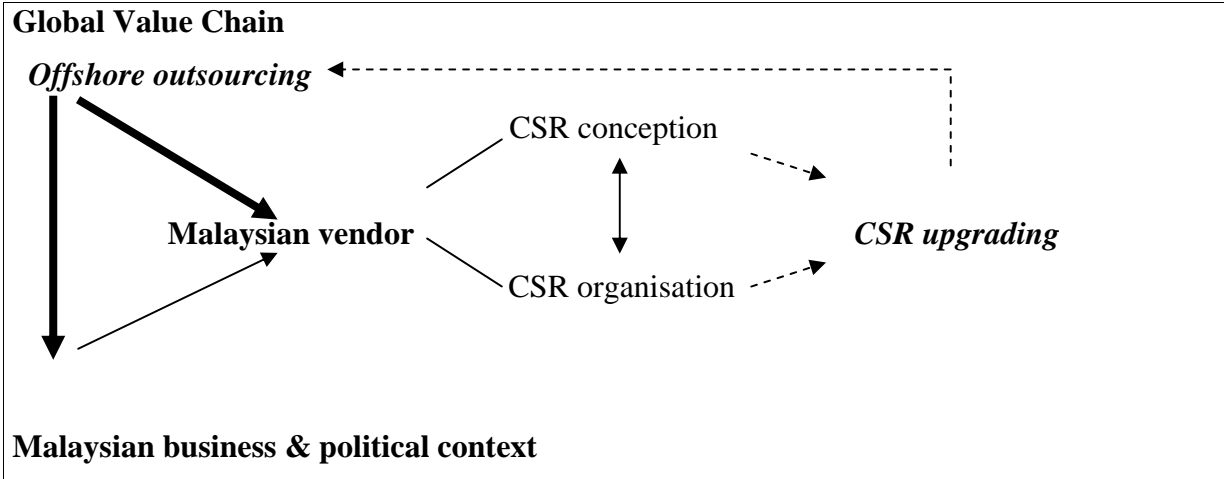 Global Value Chain
Offshore outsourcing
CSR conception
Malaysian vendor
CSR upgrading
CSR organisation
Malaysian business & political context